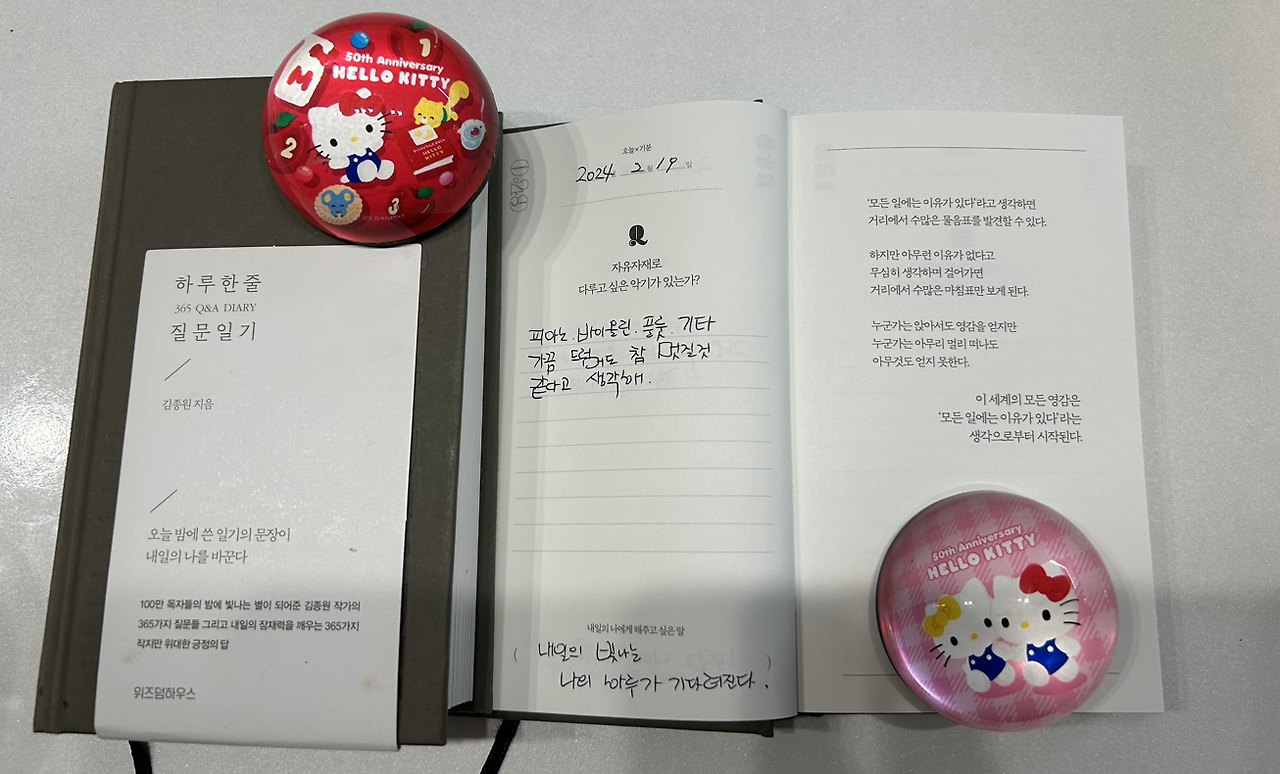 50th Anniversary
HELLO KITTY
1
2
3
M
HELLO
KITTY
하루 한 줄
365 Q&A DIARY
질문 일기
김종원 지음
오늘 밤에 쓴 일기의 문장이
내일의 나를 바꾼다
100만 독자들의 밤에 빛나는 별이 되어준 김종원 작가의
365가지 질문들 그리고 내일의 잠재력을 깨우는 365가지
작지만 위대한 긍정의 답
위즈덤하우스
오늘×기분
2024 2월 19일
Q
자유자재로
다루고 싶은 악기가 있는가?
피아노. 바이올린. 플룻. 기타
가끔 드럼도 참 멋질것
같다고 생각해.
내일의 나에게 해주고 싶은 말
( 내일의 빛나는
나의 하루가 기다려진다. )
'모든 일에는 이유가 있다'라고 생각하면
거리에서 수많은 물음표를 발견할 수 있다.
하지만 아무런 이유가 없다고
무심히 생각하며 걸어가면
거리에서 수많은 마침표만 보게 된다.
누군가는 앉아서도 영감을 얻지만
누군가는 아무리 멀리 떠나도
아무것도 얻지 못한다.
이 세계의 모든 영감은
'모든 일에는 이유가 있다'라는
생각으로부터 시작된다.
50th Anniversary
HELLO KITTY